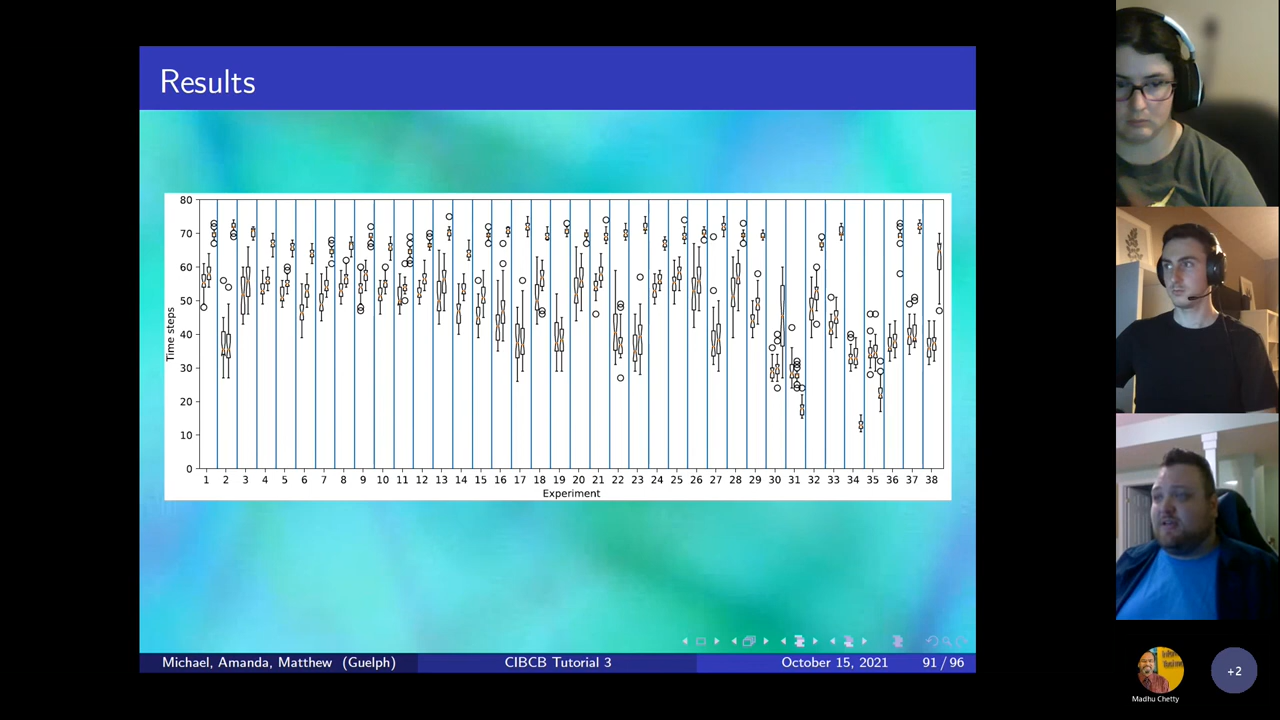 Results
80
70
60
50
40
30
20
10
0
Time steps
1 2 3 4 5 6 7 8 9 10 11 12 13 14 15 16 17 18 19 20 21 22 23 24 25 26 27 28 29 30 31 32 33 34 35 36 37 38
Experiment
Michael, Amanda, Matthew (Guelph) CIBCB Tutorial 3 October 15, 2021 91 / 96
Madhu Chetty
+2